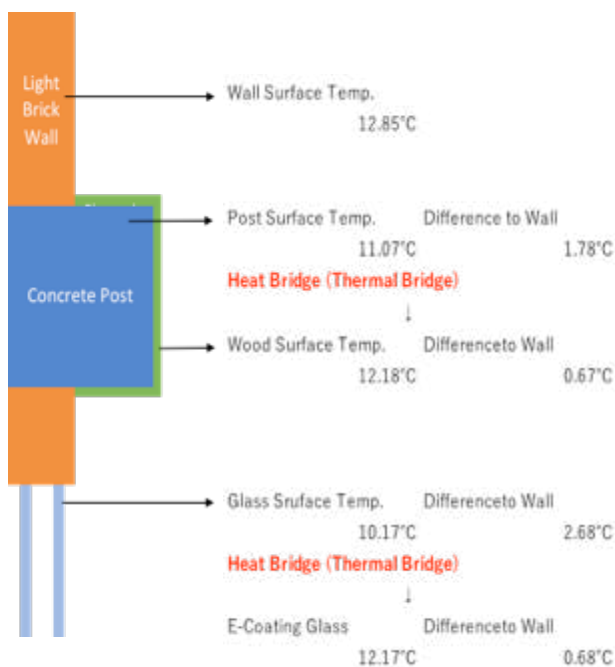 Light
Brick
Wall
Wall Surface Temp.
12.85°C
Post Surface Temp. Difference to Wall
11.07°C 1.78°C
Heat Bridge (Thermal Bridge)
↓
Concrete Post
Wood Surface Temp. Differenceto Wall
12.18°C 0.67°C
Glass Sruface Temp. Differenceto Wall
10.17°C 2.68°C
Heat Bridge (Thermal Bridge)
↓
E-Coating Glass Differenceto Wall
12.17°C 0.68°C